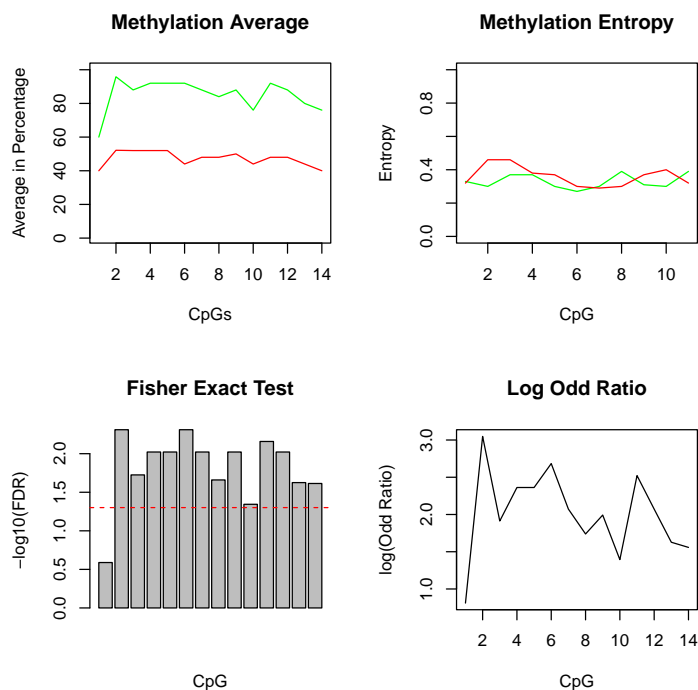 Methylation Average
Average in Percentage
0 20 40 60 80
2 4 6 8 10 12 14
CpGs
Methylation Entropy
Entropy
0.0 0.4 0.8
2 4 6 8 10
CpG
Fisher Exact Test
−log10(FDR)
0.0 0.5 1.0 1.5 2.0
CpG
Log Odd Ratio
log(Odd Ratio)
1.0 2.0 3.0
2 4 6 8 10 12 14
CpG